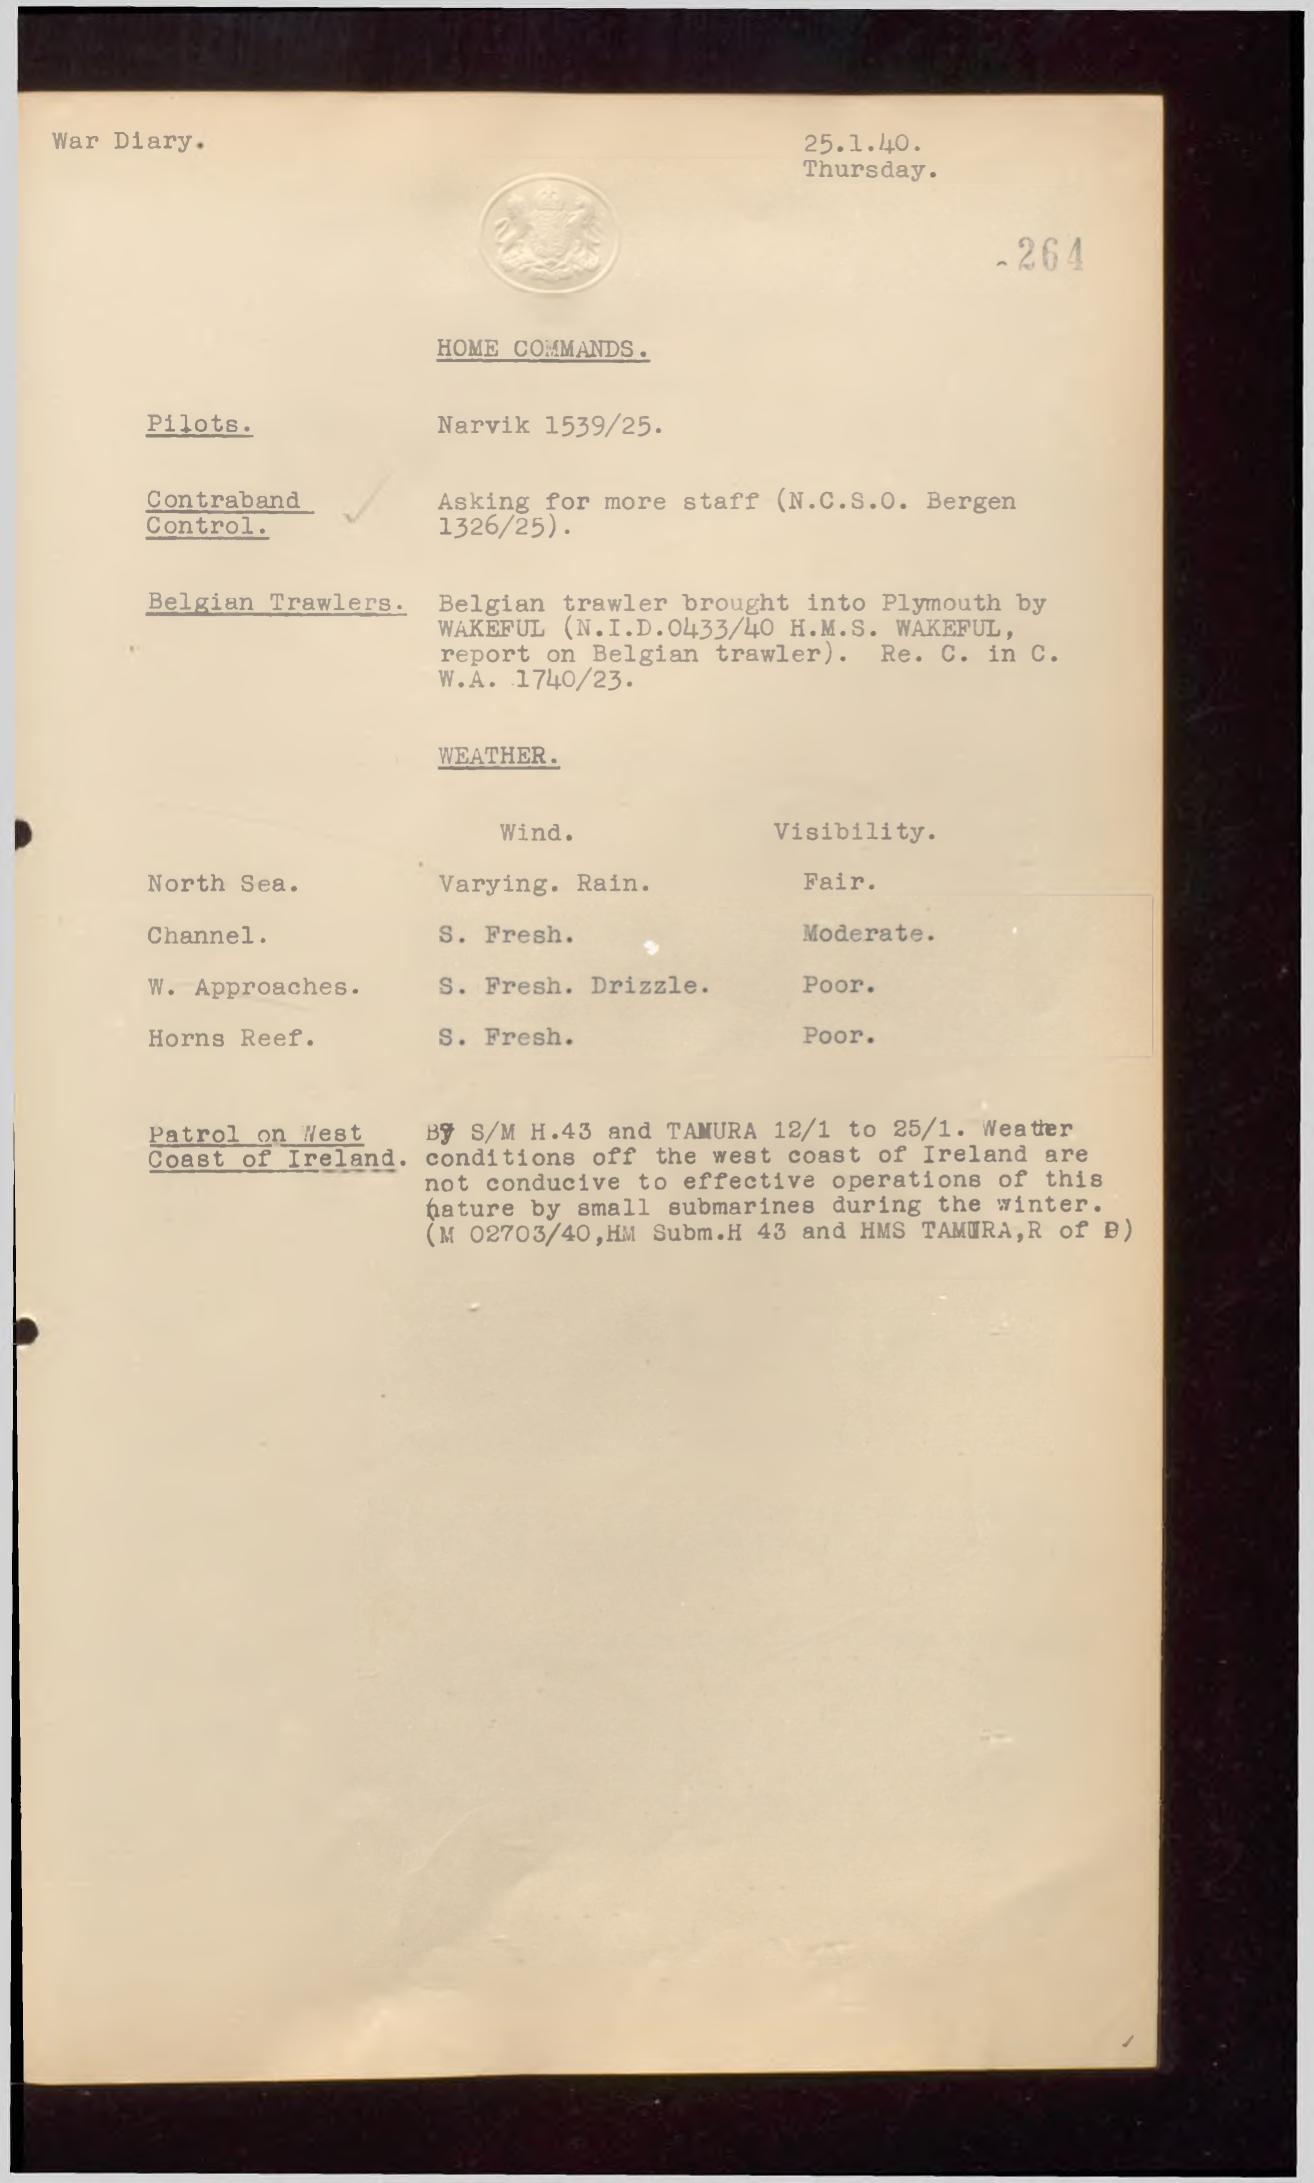 War Diary.
25.1.40.
Thursday.
264
HOME COMMANDS.
Pilots. Narvik 1539/25.
Contraband Asking for more staff (N.C.S.O. Bergen
Control. 1326/25).
Belgian Trawlers. Belgian trawler brought into Plymouth by
WAKEFUL (N.I.D.0433/40 H.M.S. WAKEFUL,
report on Belgian trawler). Re. C. in C.
W.A. 1740/23.
WEATHER.
Wind. Visibility.
North Sea. Varying. Rain. Fair.
Channel. S. Fresh. Moderate.
W. Approaches. S. Fresh. Drizzle. Poor.
Horns Reef. S. Fresh. Poor.
Patrol on West By S/M H.43 and TAMURA 12/1 to 25/1. Weather
Coast of Ireland. conditions off the west coast of Ireland are
not conducive to effective operations of this
nature by small submarines during the winter.
(M 02703/40,HM Subm.H 43 and HMS TAMURA,R of P)